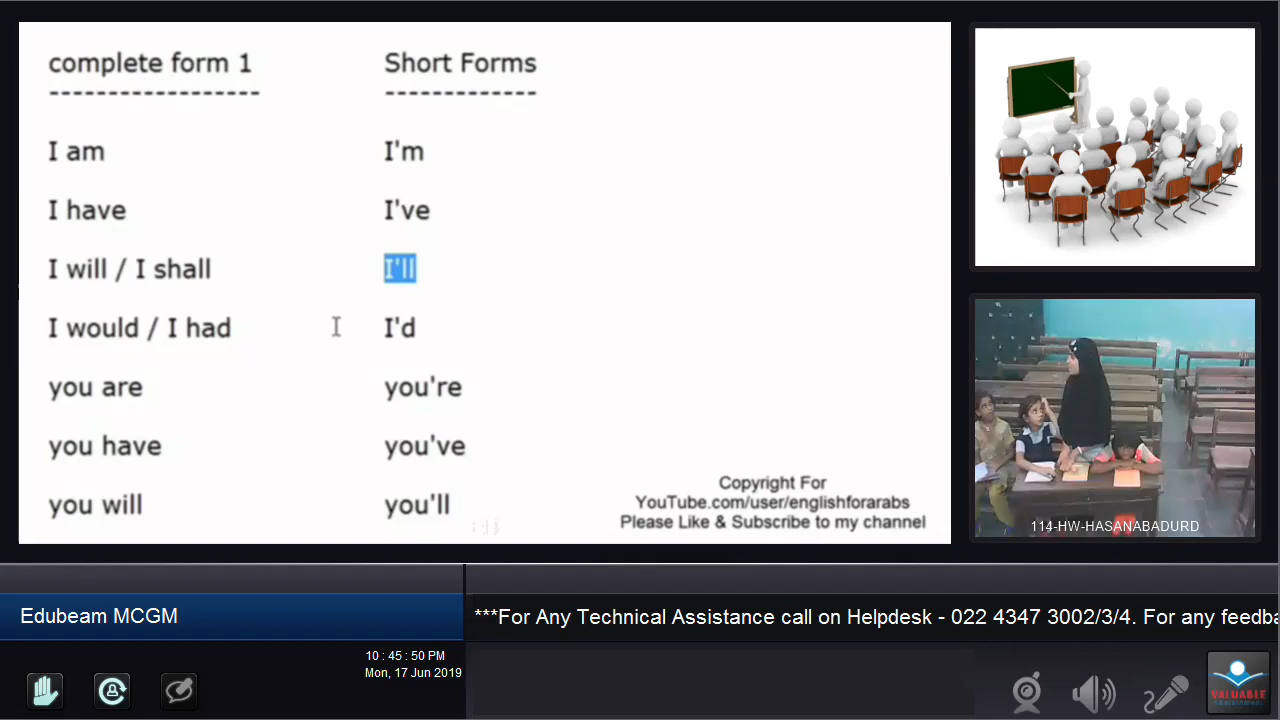 complete form 1 Short Forms
------------------ -------------
I am I'm
I have I've
I will / I shall I'll
I would / I had I'd
you are you're
you have you've
you will you'll
Copyright For
YouTube.com/user/englishforarabs
Please Like & Subscribe to my channel
114-HW-HASANABADURD
Edubeam MCGM
***For Any Technical Assistance call on Helpdesk - 022 4347 3002/3/4. For any feedba
10 : 45 : 50 PM
Mon, 17 Jun 2019
VALUABLE